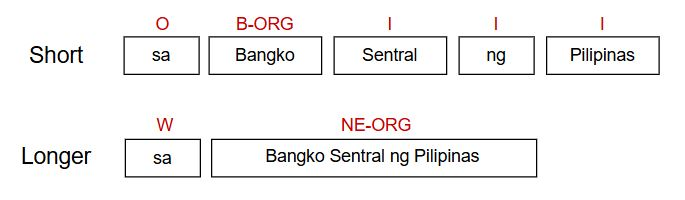 O B-ORG I I I
Short sa Bangko Sentral ng Pilipinas
W NE-ORG
Longer sa Bangko Sentral ng Pilipinas